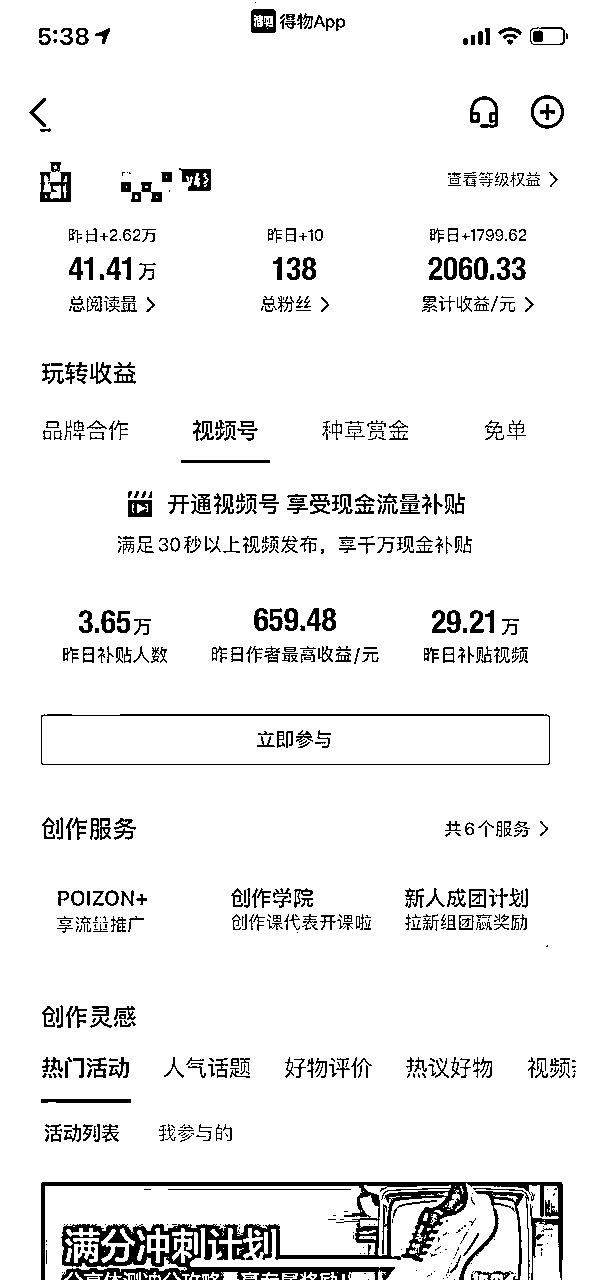 得物App
5:38
V4
查看等级权益
昨日+2.62万 昨日+10 昨日+1799.62
41.41万 138 2060.33
总阅读量 总粉丝 累计收益/元
玩转收益
品牌合作 视频号 种草赏金 免单
开通视频号 享受现金流量补贴
满足30秒以上视频发布，享千万现金补贴
3.65万 659.48 29.21万
昨日补贴人数 昨日作者最高收益/元 昨日补贴视频
立即参与
创作服务 共6个服务
POIZON+ 创作学院 新人成团计划
享流量推广 创作课代表开课啦 拉新组团赢奖励
创作灵感
热门活动 人气话题 好物评价 热议好物 视频
活动列表 我参与的
满分冲刺计划